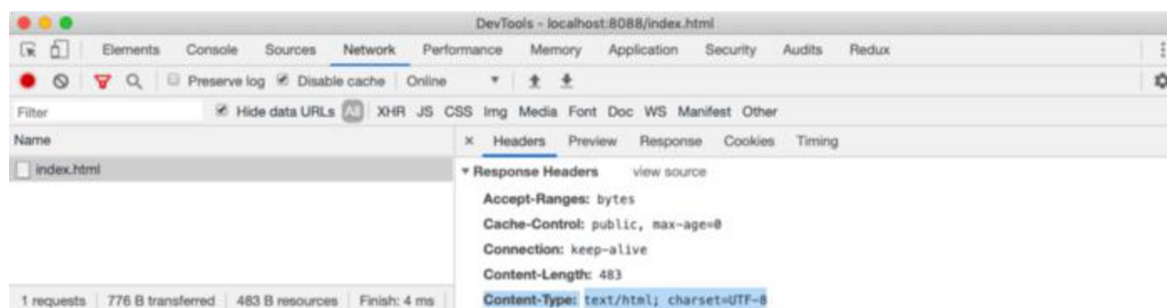 DevTools - localhost:8088/index.html
Elements Console Sources Network Performance Memory Application Security Audits Redux
Preserve log Disable cache Online
Filter Hide data URLs All XHR JS CSS Img Media Font Doc WS Manifest Other
Name
Headers Preview Response Cookies Timing
index.html
Response Headers view source
Accept-Ranges: bytes
Cache-Control: public, max-age=0
Connection: keep-alive
Content-Length: 483
Content-Type: text/html; charset=UTF-8
1 requests 776 B transferred 483 B resources Finish: 4 ms